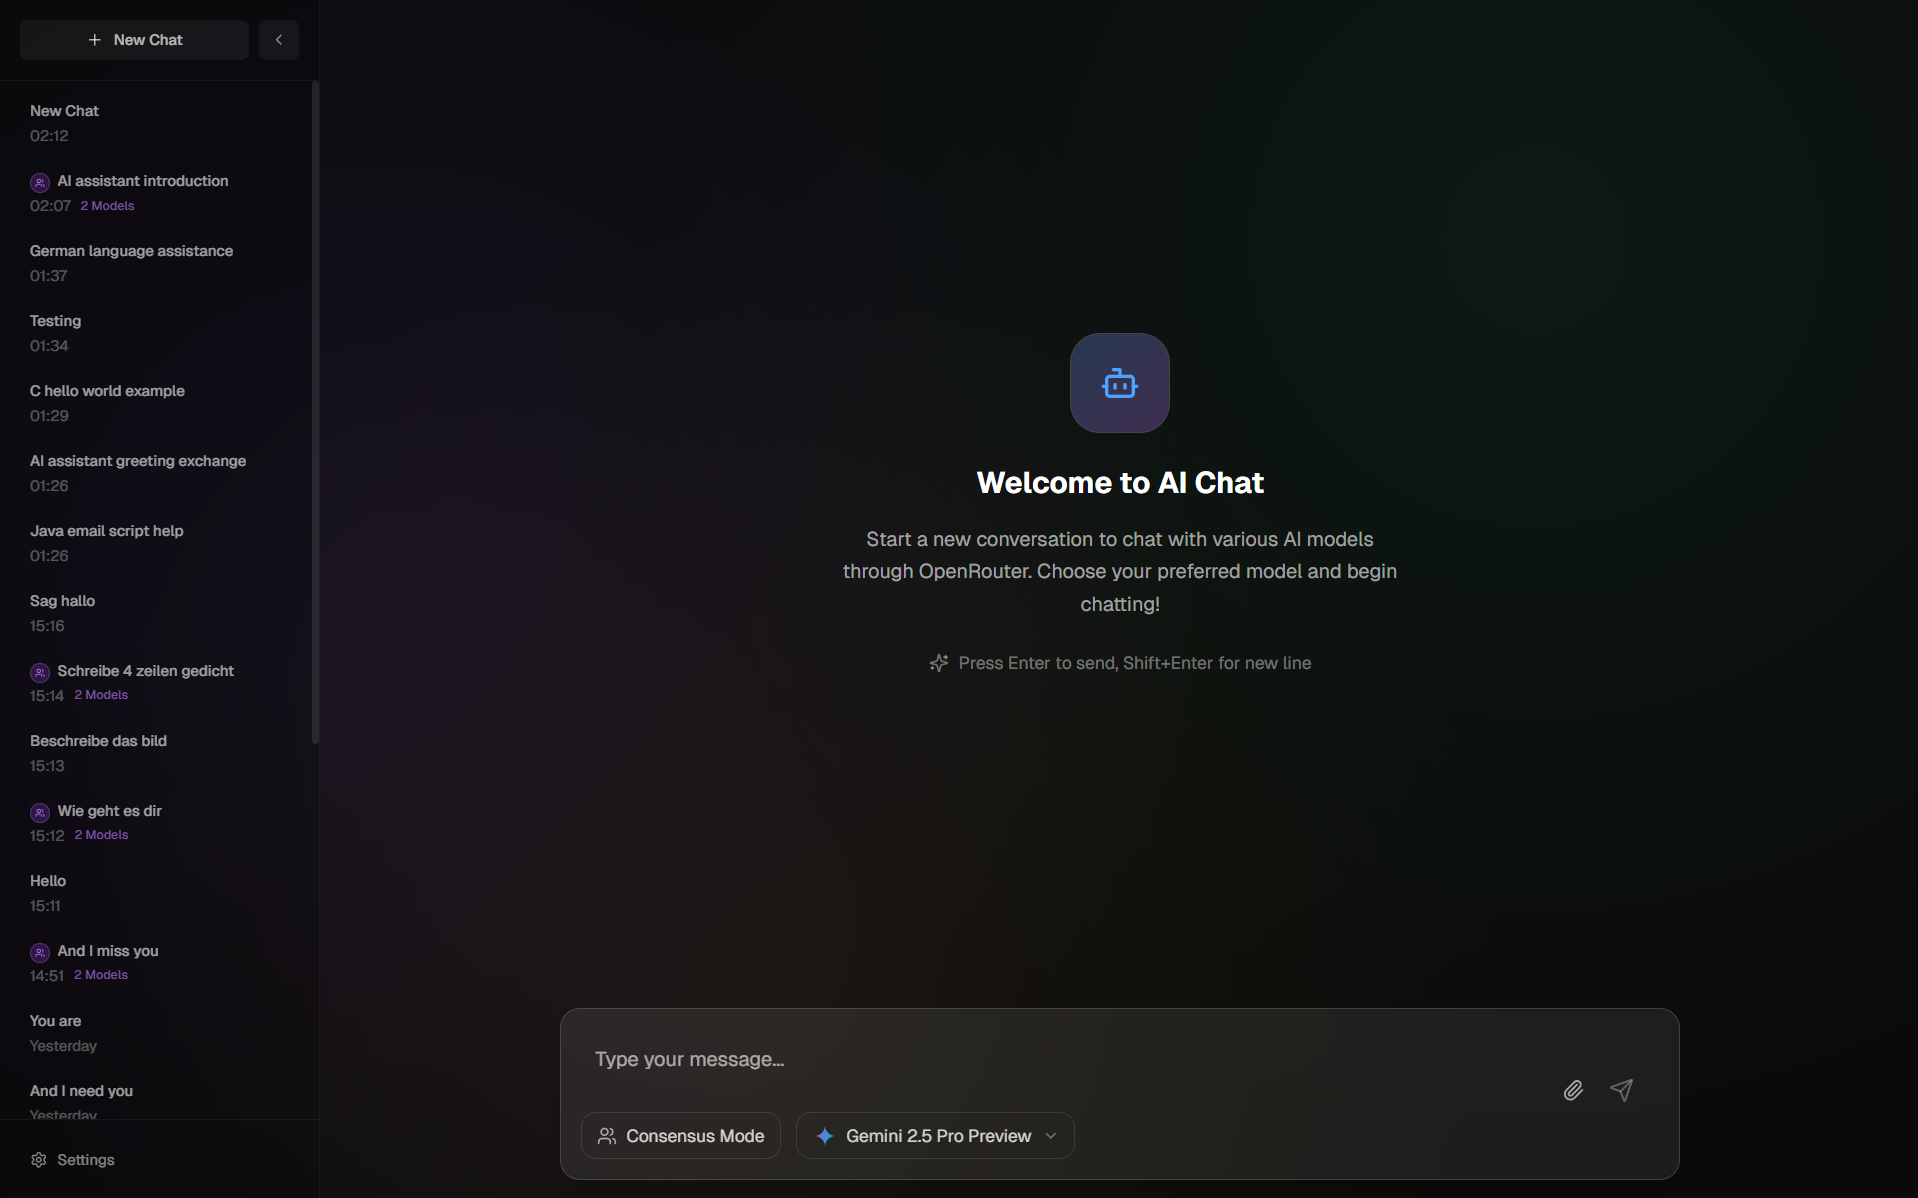 New Chat
New Chat
02:12
AI assistant introduction
02:07 2 Models
German language assistance
01:37
Testing
01:34
C hello world example
01:29
AI assistant greeting exchange
01:26
Java email script help
01:26
Sag hallo
15:16
Schreibe 4 zeilen gedicht
15:14 2 Models
Beschreibe das bild
15:13
Wie geht es dir
15:12 2 Models
Hello
15:11
And I miss you
14:51 2 Models
You are
Yesterday
And I need you
Yesterday
Settings
Welcome to AI Chat
Start a new conversation to chat with various AI models
through OpenRouter. Choose your preferred model and begin
chatting!
Press Enter to send, Shift+Enter for new line
Type your message...
Consensus Mode
Gemini 2.5 Pro Preview